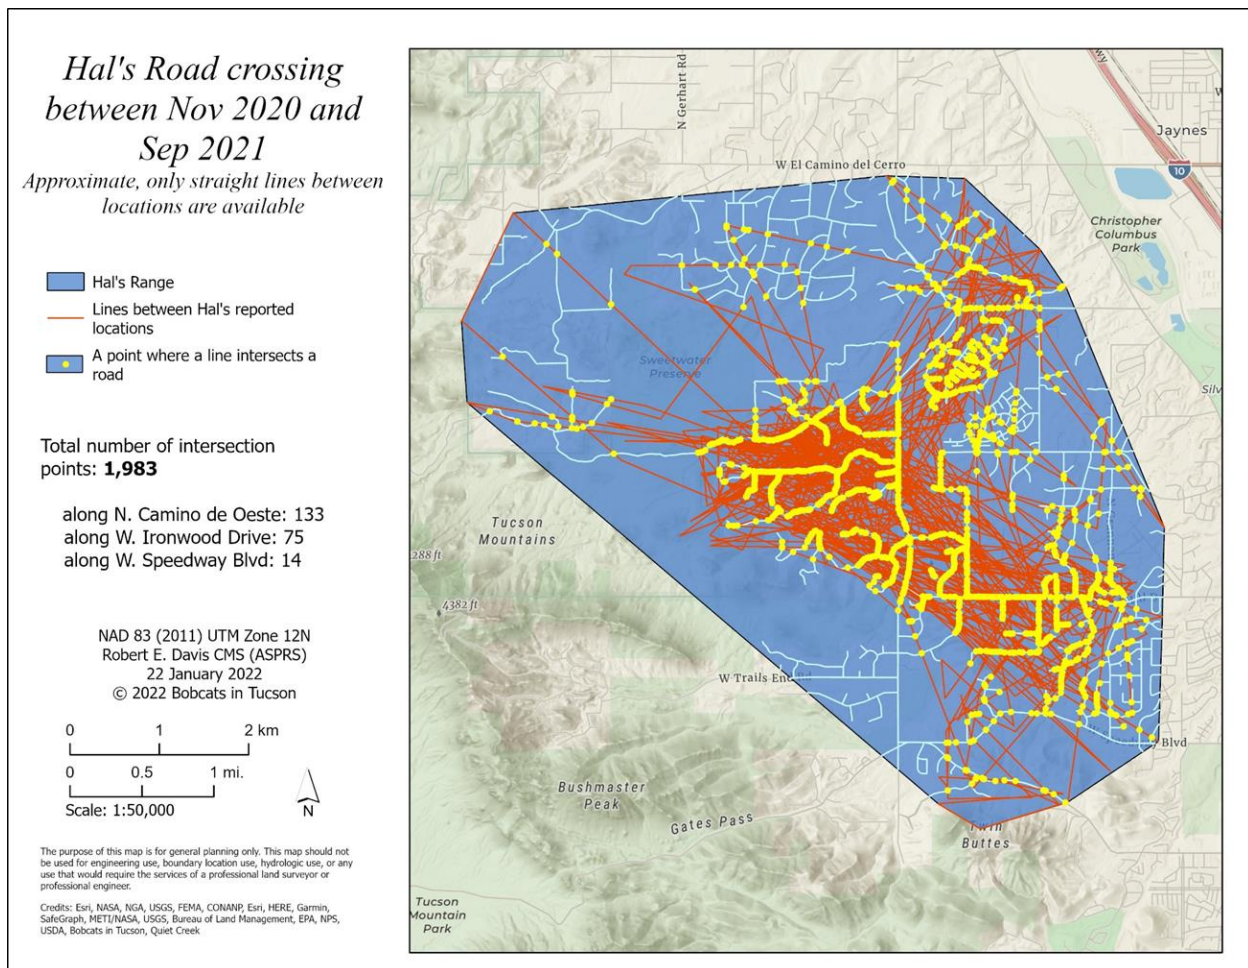 Hal's Road crossing
between Nov 2020 and
Sep 2021
Approximate, only straight lines between
locations are available
Hal's Range
Lines between Hal's reported
locations
A point where a line intersects a
road
Total number of intersection
points: 1,983
along N. Camino de Oeste: 133
along W. Ironwood Drive: 75
along W. Speedway Blvd: 14
NAD 83 (2011) UTM Zone 12N
Robert E. Davis CMS (ASPRS)
22 January 2022
© 2022 Bobcats in Tucson
0 1 2 km
0 0.5 1 mi.
Scale: 1:50,000
N
The purpose of this map is for general planning only. This map should not
be used for engineering use, boundary location use, hydrologic use, or any
use that would require the services of a professional land surveyor or
professional engineer.
Credits: Esri, NASA, NGA, USGS, FEMA, CONANP, Esri, HERE, Garmin,
SafeGraph, METI/NASA, USGS, Bureau of Land Management, EPA, NPS,
USDA, Bobcats in Tucson, Quiet Creek
N Gerhart Rd
wy
W
Jaynes
10
W El Camino del Cerro
Christopher
Columbus
Park
Silv
Sweetwater
Preserve
Tucson
Mountains
288 ft
4382 ft
W Trails End Rd
Blvd
Bushmaster
Peak
Gates Pass
Twin
Buttes
Tucson
Mountain
Park